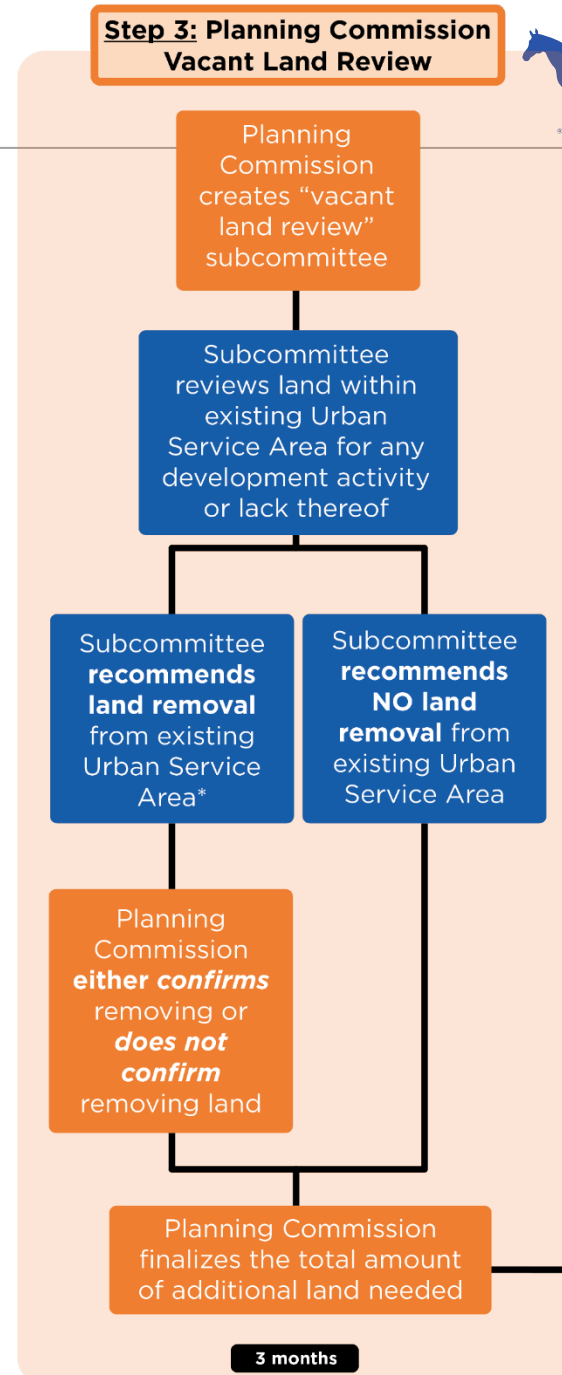 Step 3: Planning Commission
Vacant Land Review
Planning
Commission
creates “vacant
land review”
subcommittee
Subcommittee
reviews land within
existing Urban
Service Area for any
development activity
or lack thereof
Subcommittee
recommends
land removal
from existing
Urban Service
Area*
Subcommittee
recommends
NO land
removal from
existing Urban
Service Area
Planning
Commission
either confirms
removing or
does not
confirm
removing land
Planning Commission
finalizes the total amount
of additional land needed
3 months